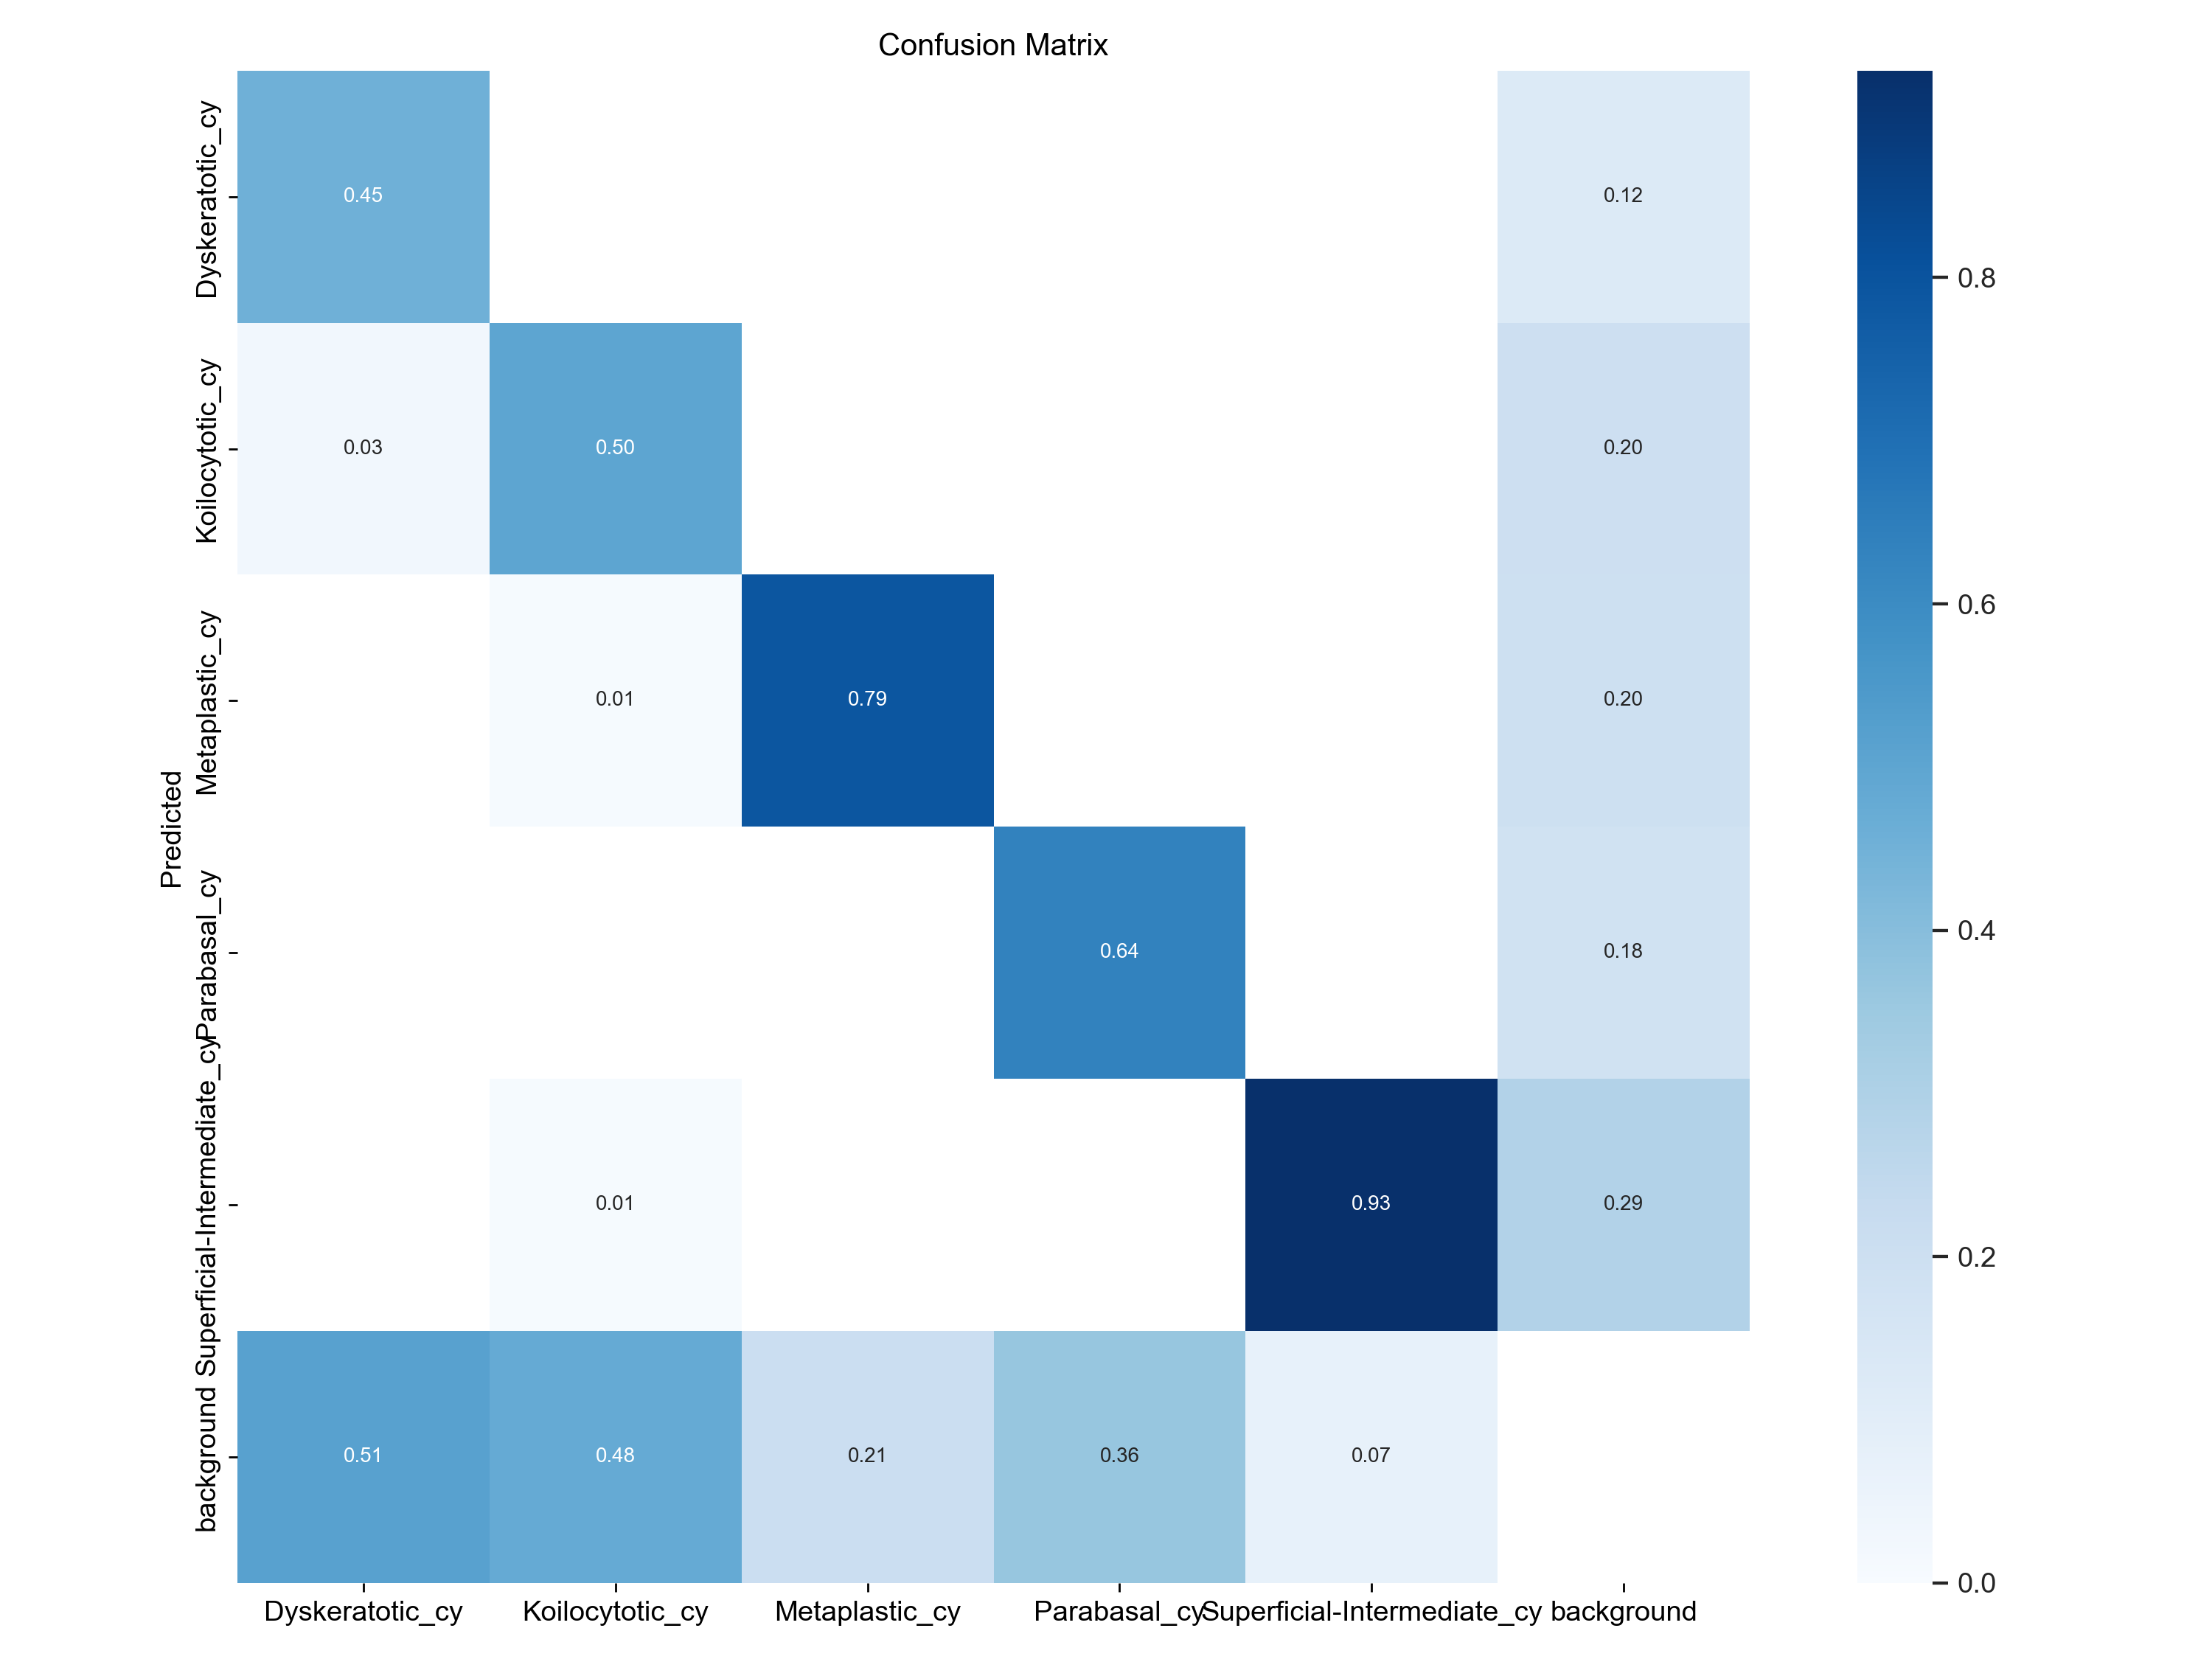 Confusion Matrix
Predicted
Dyskeratotic_cy
0.45
0.12
Koilocytotic_cy
0.03
0.50
0.20
Metaplastic_cy
0.01
0.79
0.20
Parabasal_cy
0.64
0.18
Superficial-Intermediate_cy
0.01
0.93
0.29
background
0.51
0.48
0.21
0.36
0.07
Dyskeratotic_cy
Koilocytotic_cy
Metaplastic_cy
Parabasal_cy
Superficial-Intermediate_cy
background
0.8
0.6
0.4
0.2
0.0